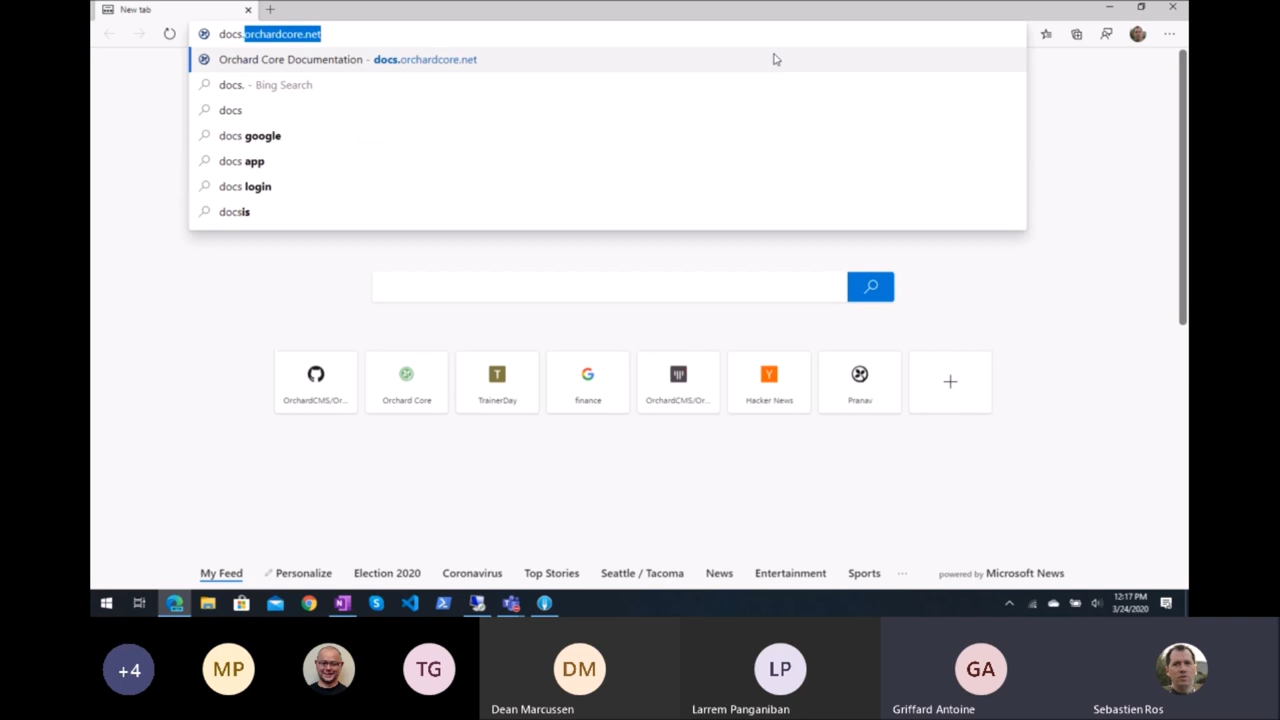 New tab
docs.orchardcore.net
Orchard Core Documentation - docs.orchardcore.net
docs. - Bing Search
docs
docs google
docs app
docs login
docsis
OrchardCMS/Or...
Orchard Core
T
TrainerDay
G
finance
OrchardCMS/Or...
Y
Hacker News
Pranav
My Feed
Personalize
Election 2020
Coronavirus
Top Stories
Seattle / Tacoma
News
Entertainment
Sports
...
powered by Microsoft News
12:17 PM
3/24/2020
+4
MP
TG
DM
LP
GA
Dean Marcussen
Larrem Panganiban
Griffard Antoine
Sebastien Ros